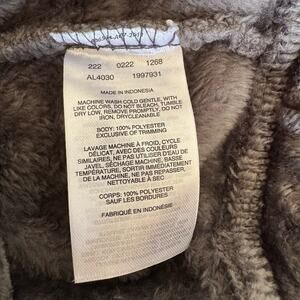 222 0222 1268
AL4030 1997931
MADE IN INDONESIA
MACHINE WASH COLD GENTLE, WITH
LIKE COLORS, DO NOT BLEACH, TUMBLE
DRY LOW, REMOVE PROMPTLY, DO NOT
IRON, DRYCLEANABLE
BODY: 100% POLYESTER
EXCLUSIVE OF TRIMMING
LAVAGE MACHINE À FROID, CYCLE
DÉLICAT, AVEC DES COULEURS
SIMILAIRES, NE PAS UTILISER D'EAU DE
JAVEL, SÉCHAGE MACHINE, BASSE
TEMPÉRATURE, SORTIR IMMÉDIATEMENT
DE LA MACHINE, NE PAS REPASSER,
NETTOYABLE À SEC
CORPS: 100% POLYESTER
SAUF LES BORDURES
FABRIQUÉ EN INDONÉSIE